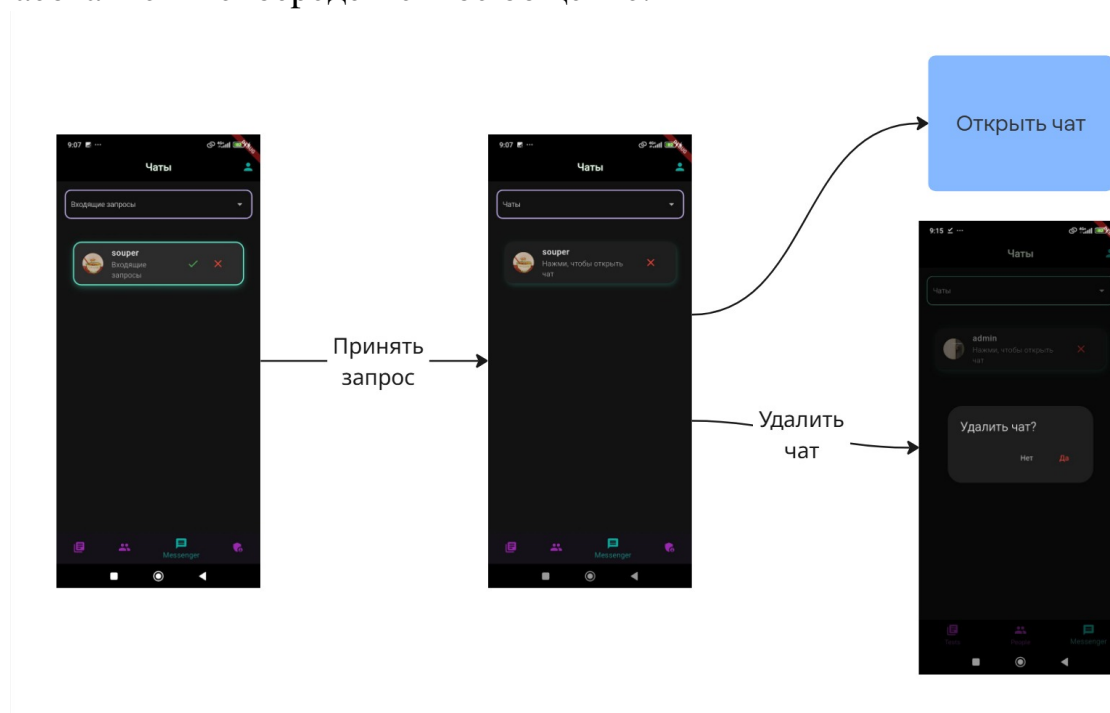 9:07
Чаты
Входящие запросы
souper
Входящие
запросы
Messenger
Принять
запрос
9:07
Чаты
Чаты
souper
Нажми, чтобы открыть
чат
Messenger
Открыть чат
Удалить
чат
9:15
Чаты
Чаты
admin
Нажми, чтобы открыть
чат
Удалить чат?
Нет Да
Messenger